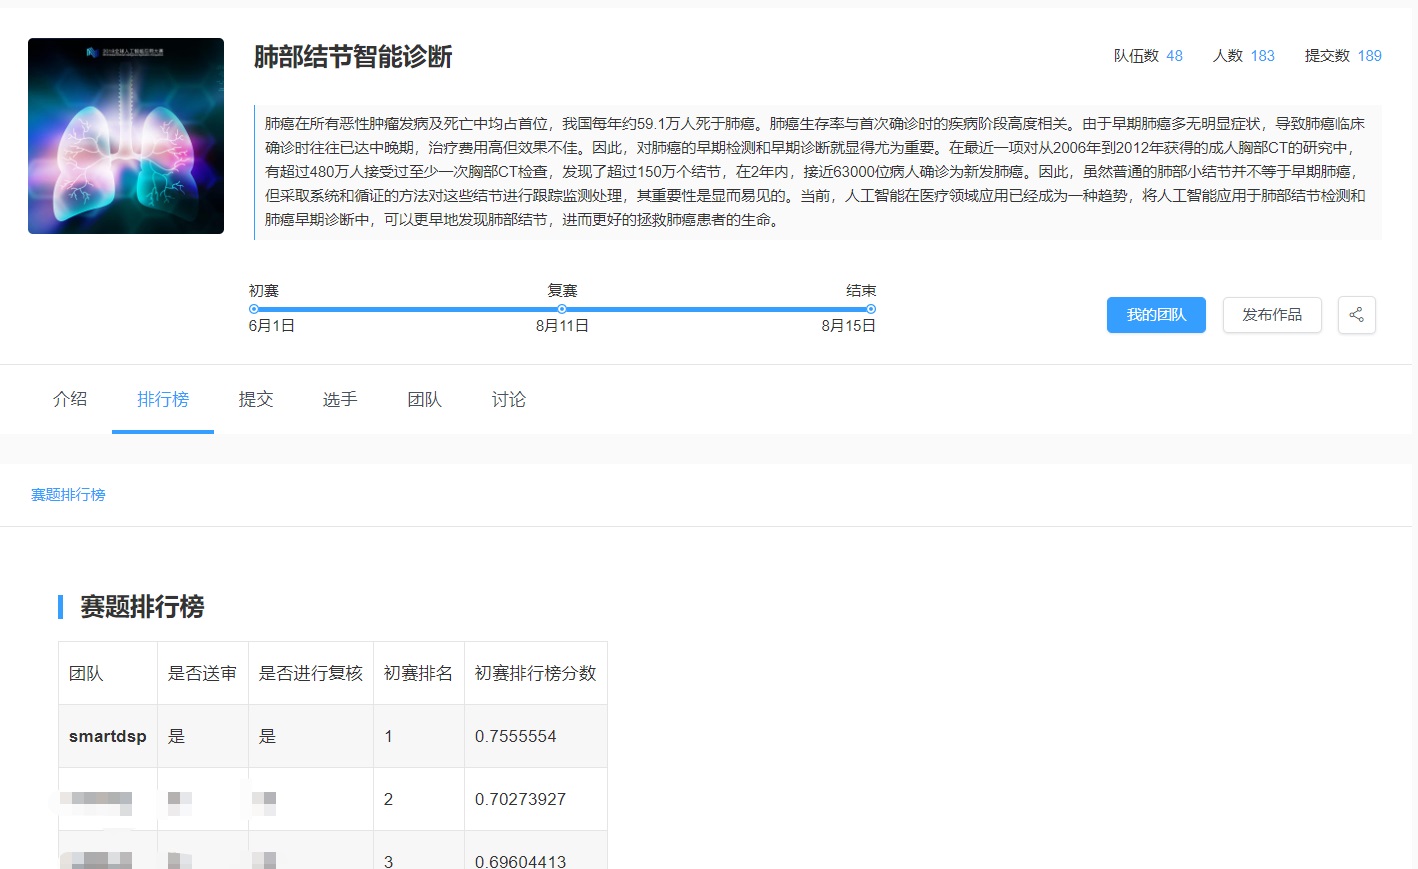 肺部结节智能诊断
队伍数 48 人数 183 提交数 189
肺癌在所有恶性肿瘤发病及死亡中均占首位，我国每年约59.1万人死于肺癌。肺癌生存率与首次确诊时的疾病阶段高度相关。由于早期肺癌多无明显症状，导致肺癌临床
确诊时往往已达中晚期，治疗费用高但效果不佳。因此，对肺癌的早期检测和早期诊断就显得尤为重要。在最近一项对从2006年到2012年获得的成人胸部CT的研究中，
有超过480万人接受过至少一次胸部CT检查，发现了超过150万个结节，在2年内，接近63000位病人确诊为新发肺癌。因此，虽然普通的肺部小结节并不等于早期肺癌，
但采取系统和循证的方法对这些结节进行跟踪监测处理，其重要性是显而易见的。当前，人工智能在医疗领域应用已经成为一种趋势，将人工智能应用于肺部结节检测和
肺癌早期诊断中，可以更早地发现肺部结节，进而更好的拯救肺癌患者的生命。
初赛 复赛 结束
6月1日 8月11日 8月15日
我的团队 发布作品
介绍 排行榜 提交 选手 团队 讨论
赛题排行榜
赛题排行榜
团队 是否送审 是否进行复核 初赛排名 初赛排行榜分数
smartdsp 是 是 1 0.7555554
2 0.70273927
3 0.69604413